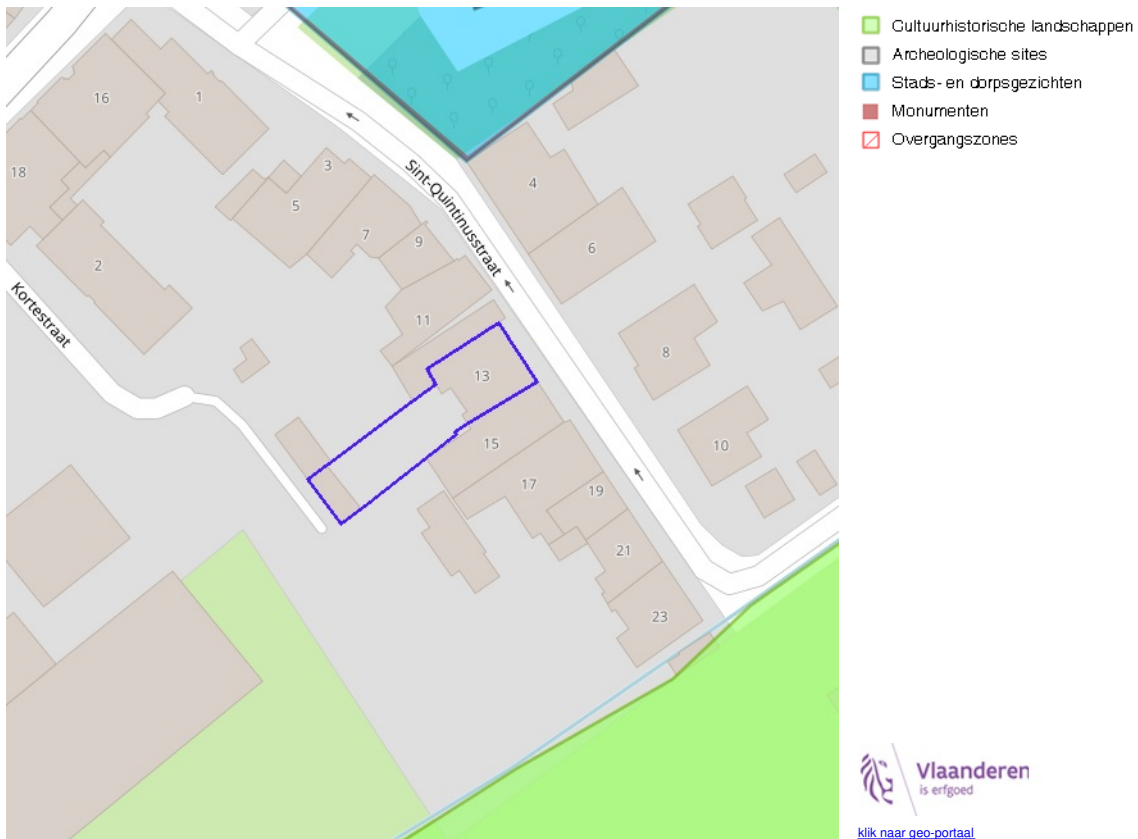 Cultuurhistorische landschappen
Archeologische sites
Stads- en dorpsgezichten
Monumenten
Overgangszones
16
1
18
3
5
4
7
9
6
2
Sint-Quintinusstraat
Kortestraat
11
8
13
15
10
17
19
21
23
Vlaanderen
is erfgoed
klik naar geo-portaal